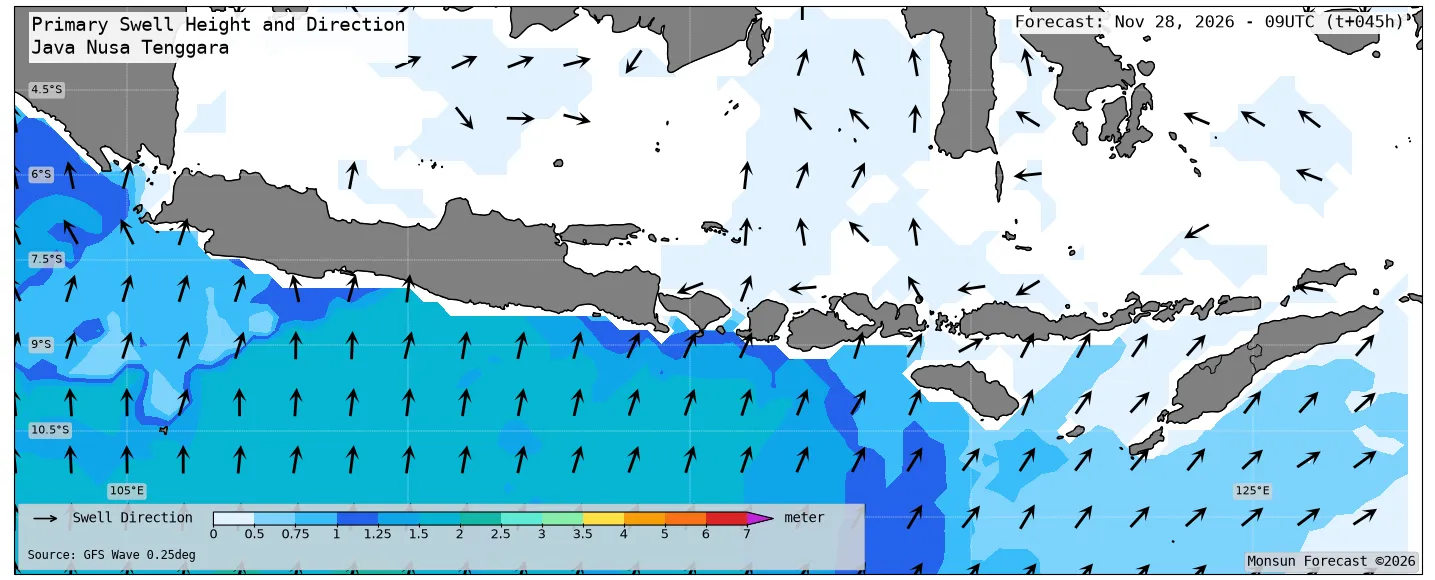 Primary Swell Height and Direction
Java Nusa Tenggara
Forecast: Nov 28, 2026 - 09UTC (t+045h)
4.5°S
6°S
7.5°S
9°S
10.5°S
105°E
125°E
Swell Direction
0 0.5 0.75 1 1.25 1.5 2 2.5 3 3.5 4 5 6 7
meter
Source: GFS Wave 0.25deg
Monsun Forecast ©2026